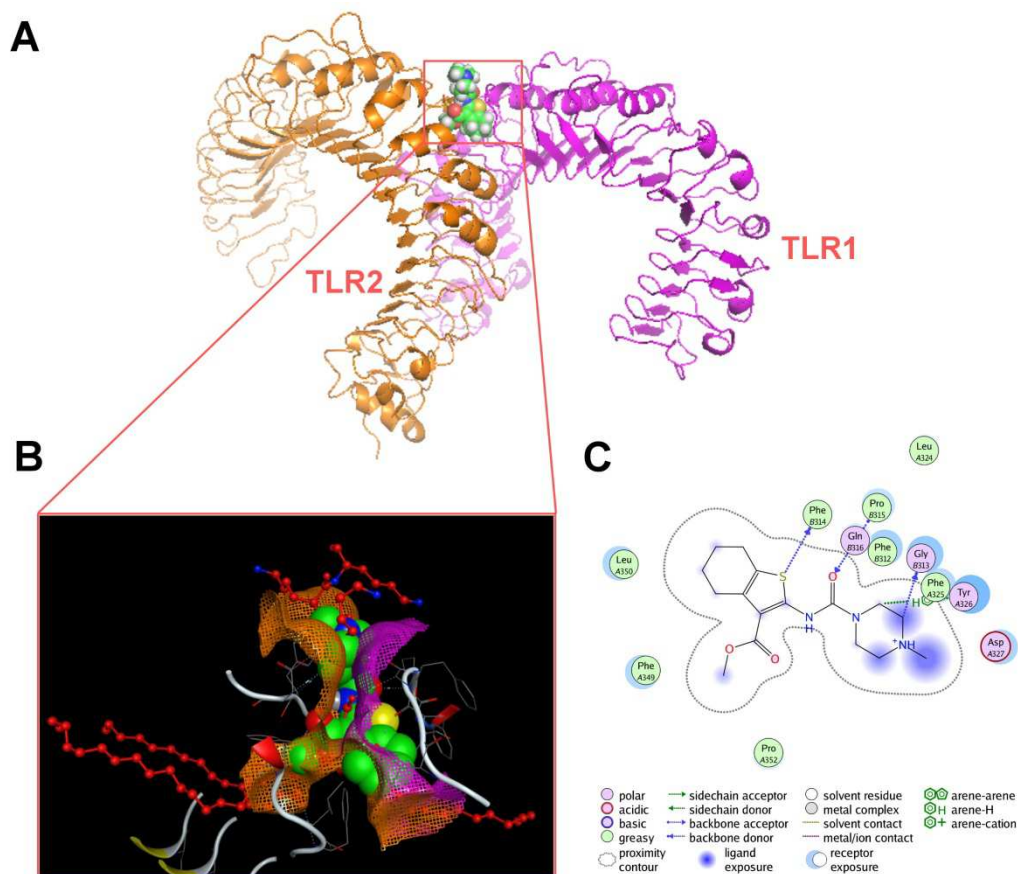 A
TLR2
TLR1
B
C
Leu
A324
Phe
B314
Pro
B315
Gln
B316
Phe
B312
Gly
B313
Phe
A325
Tyr
A326
Leu
A350
Asp
A327
Phe
A349
Pro
A352
S
O
H
N
H
N
O
O
N
+NH
polar
acidic
basic
greasy
proximity
contour
sidechain acceptor
sidechain donor
backbone acceptor
backbone donor
ligand
exposure
solvent residue
metal complex
solvent contact
metal/ion contact
receptor
exposure
arene-arene
H arene-H
+ arene-cation